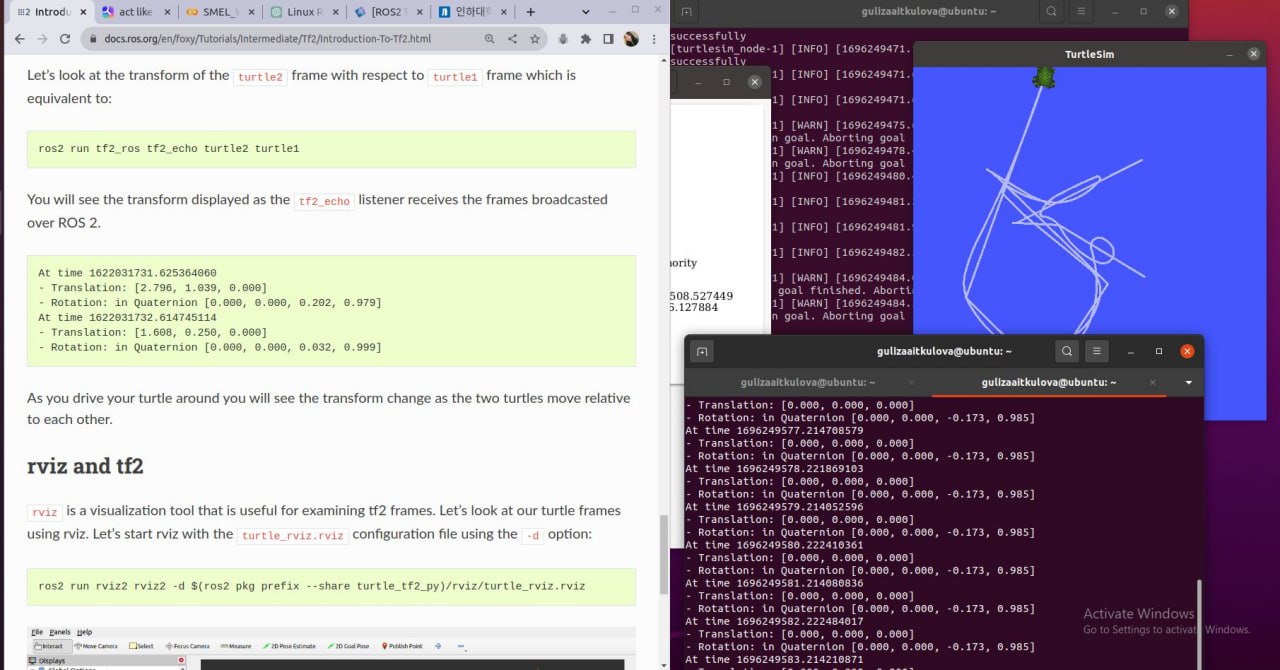 Introdu
act like
SMEL_
Linux R
[ROS2
인하대
docs.ros.org/en/foxy/Tutorials/Intermediate/Tf2/Introduction-To-Tf2.html
Let's look at the transform of the turtle2 frame with respect to turtle1 frame which is
equivalent to:
ros2 run tf2_ros tf2_echo turtle2 turtle1
You will see the transform displayed as the tf2_echo listener receives the frames broadcasted
over ROS 2.
At time 1622031731.625364060
- Translation: [2.796, 1.039, 0.000]
- Rotation: in Quaternion [0.000, 0.000, 0.202, 0.979]
At time 1622031732.614745114
- Translation: [1.608, 0.250, 0.000]
- Rotation: in Quaternion [0.000, 0.000, 0.032, 0.999]
As you drive your turtle around you will see the transform change as the two turtles move relative
to each other.
rviz and tf2
rviz is a visualization tool that is useful for examining tf2 frames. Let's look at our turtle frames
using rviz. Let's start rviz with the turtle_rviz.rviz configuration file using the -d option:
ros2 run rviz2 rviz2 -d $(ros2 pkg prefix --share turtle_tf2_py)/rviz/turtle_rviz.rviz
File Panels Help
Interact Move Camera Select Focus Camera Measure 2D Pose Estimate 2D Goal Pose Publish Point
Displays
Global Options
gulizaaitkulova@ubuntu: ~
successfully
[turtlesim_node-1] [INFO] [1696249471.
successfully
1] [INFO] [1696249471.
1] [INFO] [1696249471.
1] [WARN] [1696249475.
n goal. Aborting goal
1] [WARN] [1696249478.
n goal. Aborting goal
1] [INFO] [1696249480.
1] [INFO] [1696249481.
1] [INFO] [1696249481.
1] [INFO] [1696249482.
1] [WARN] [1696249484.
goal finished. Aborti
1] [WARN] [1696249484.
n goal. Aborting goal
ority
508.527449
5.127884
TurtleSim
gulizaaitkulova@ubuntu: ~
gulizaaitkulova@ubuntu: ~
gulizaaitkulova@ubuntu: ~
- Translation: [0.000, 0.000, 0.000]
- Rotation: in Quaternion [0.000, 0.000, -0.173, 0.985]
At time 1696249577.214708579
- Translation: [0.000, 0.000, 0.000]
- Rotation: in Quaternion [0.000, 0.000, -0.173, 0.985]
At time 1696249578.221869103
- Translation: [0.000, 0.000, 0.000]
- Rotation: in Quaternion [0.000, 0.000, -0.173, 0.985]
At time 1696249579.214052596
- Translation: [0.000, 0.000, 0.000]
- Rotation: in Quaternion [0.000, 0.000, -0.173, 0.985]
At time 1696249580.222410361
- Translation: [0.000, 0.000, 0.000]
- Rotation: in Quaternion [0.000, 0.000, -0.173, 0.985]
At time 1696249581.214080836
- Translation: [0.000, 0.000, 0.000]
- Rotation: in Quaternion [0.000, 0.000, -0.173, 0.985]
At time 1696249582.222484017
- Translation: [0.000, 0.000, 0.000]
- Rotation: in Quaternion [0.000, 0.000, -0.173, 0.985]
At time 1696249583.214210871
- Translation: [0.000, 0.000, 0.000]
Activate Windows
Go to Settings to activate Windows.